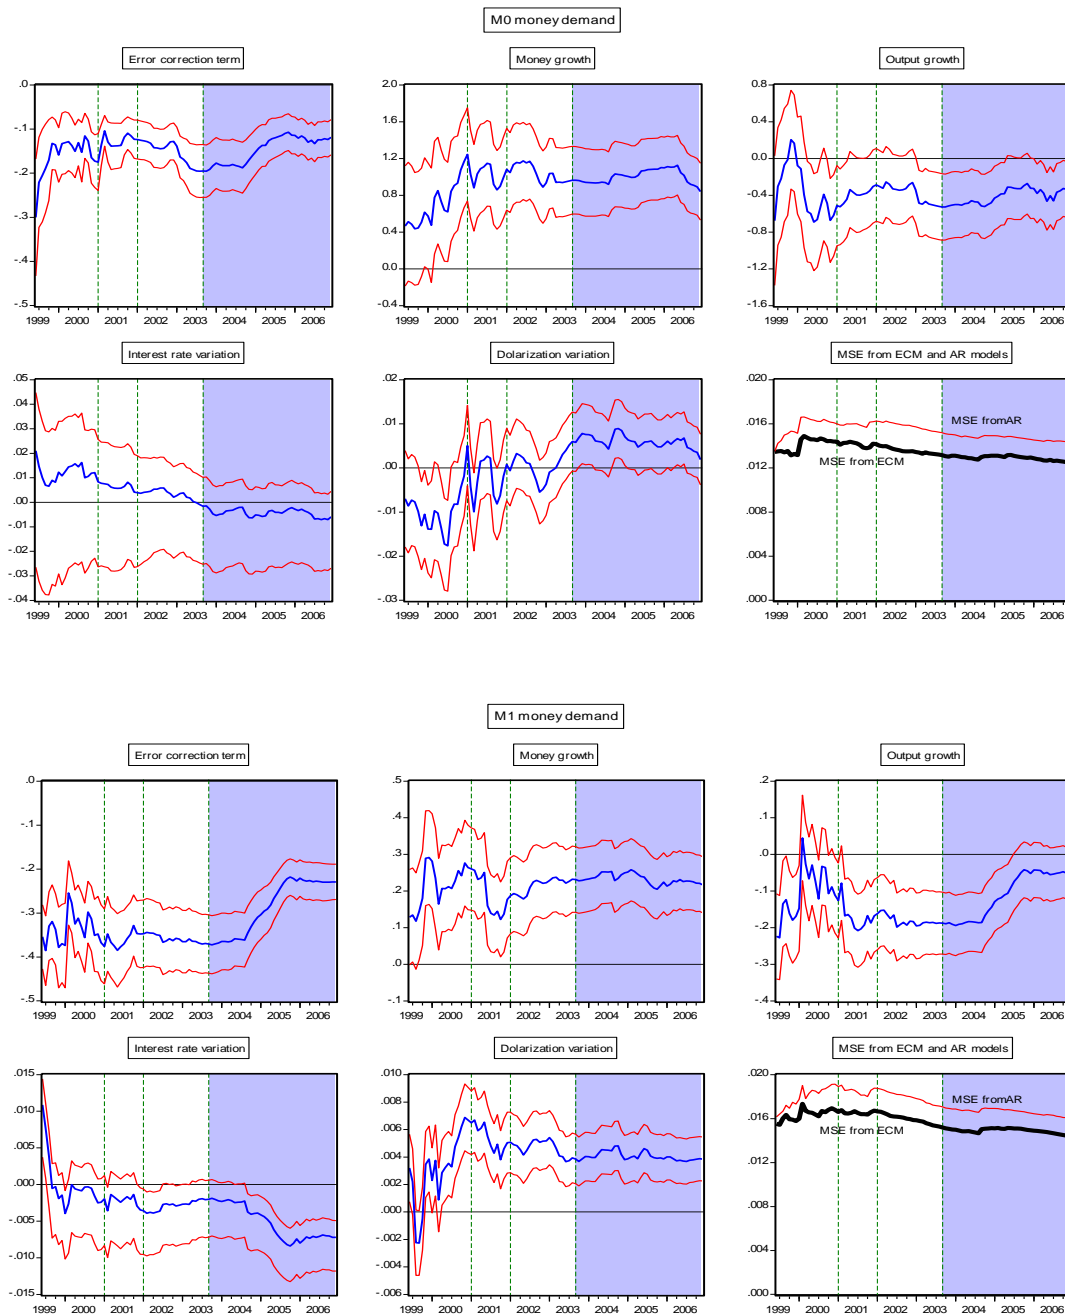 M0 money demand
Error correction term
Money growth
Output growth
.0
-.1
-.2
-.3
-.4
-.5
1999 2000 2001 2002 2003 2004 2005 2006
2.0
1.6
1.2
0.8
0.4
0.0
-0.4
1999 2000 2001 2002 2003 2004 2005 2006
0.8
0.4
0.0
-0.4
-0.8
-1.2
-1.6
1999 2000 2001 2002 2003 2004 2005 2006
Interest rate variation
Dolarization variation
MSE from ECM and AR models
.05
.04
.03
.02
.01
.00
-.01
-.02
-.03
-.04
1999 2000 2001 2002 2003 2004 2005 2006
.02
.01
.00
-.01
-.02
-.03
1999 2000 2001 2002 2003 2004 2005 2006
.020
.016
.012
.008
.004
.000
MSE fromAR
MSE from ECM
1999 2000 2001 2002 2003 2004 2005 2006
M1 money demand
Error correction term
Money growth
Output growth
.0
-.1
-.2
-.3
-.4
-.5
1999 2000 2001 2002 2003 2004 2005 2006
.5
.4
.3
.2
.1
.0
-.1
1999 2000 2001 2002 2003 2004 2005 2006
.2
.1
.0
-.1
-.2
-.3
-.4
1999 2000 2001 2002 2003 2004 2005 2006
Interest rate variation
Dolarization variation
MSE from ECM and AR models
.015
.010
.005
.000
-.005
-.010
-.015
1999 2000 2001 2002 2003 2004 2005 2006
.010
.008
.006
.004
.002
.000
-.002
-.004
-.006
1999 2000 2001 2002 2003 2004 2005 2006
.020
.016
.012
.008
.004
.000
MSE fromAR
MSE from ECM
1999 2000 2001 2002 2003 2004 2005 2006